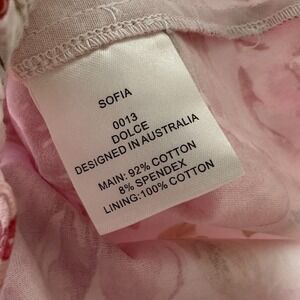 SOFIA
0013
DOLCE
DESIGNED IN AUSTRALIA
MAIN: 92% COTTON
8% SPENDEX
LINING:100% COTTON